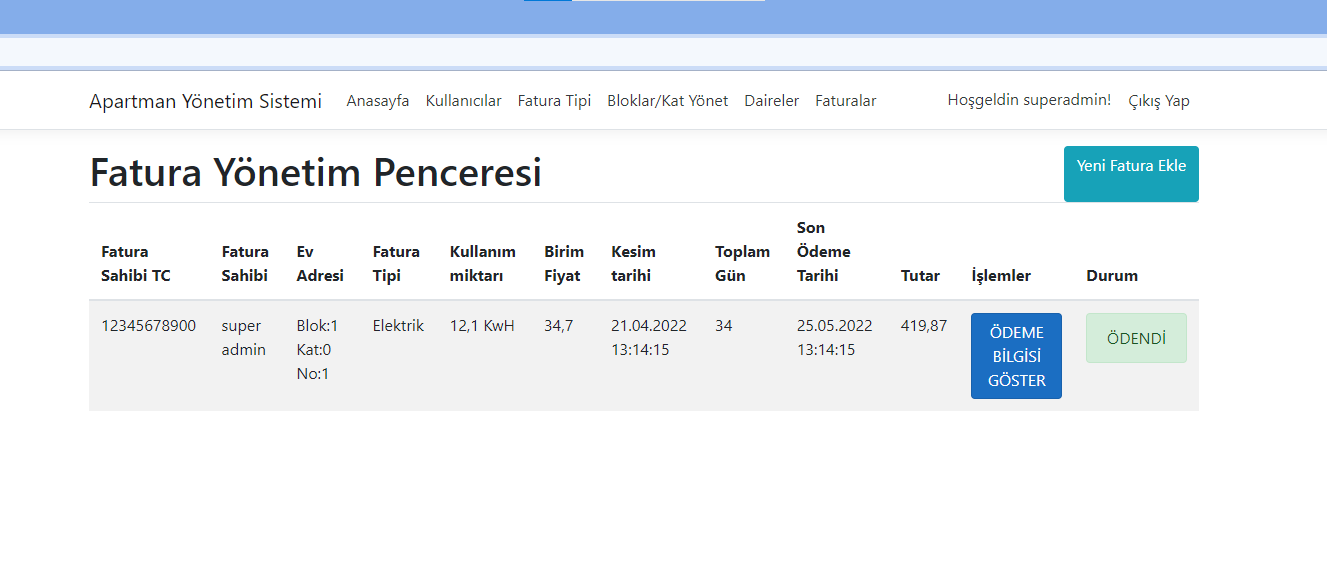 Apartman Yönetim Sistemi Anasayfa Kullanıcılar Fatura Tipi Bloklar/Kat Yönet Daireler Faturalar Hoşgeldin superadmin! Çıkış Yap
Fatura Yönetim Penceresi
Yeni Fatura Ekle
Fatura Sahibi TC
Fatura Sahibi
Ev Adresi
Fatura Tipi
Kullanım miktarı
Birim Fiyat
Kesim tarihi
Toplam Gün
Son Ödeme Tarihi
Tutar
İşlemler
Durum
12345678900
super admin
Blok:1
Kat:0
No:1
Elektrik
12,1 KwH
34,7
21.04.2022
13:14:15
34
25.05.2022
13:14:15
419,87
ÖDEME
BİLGİSİ
GÖSTER
ÖDENDİ